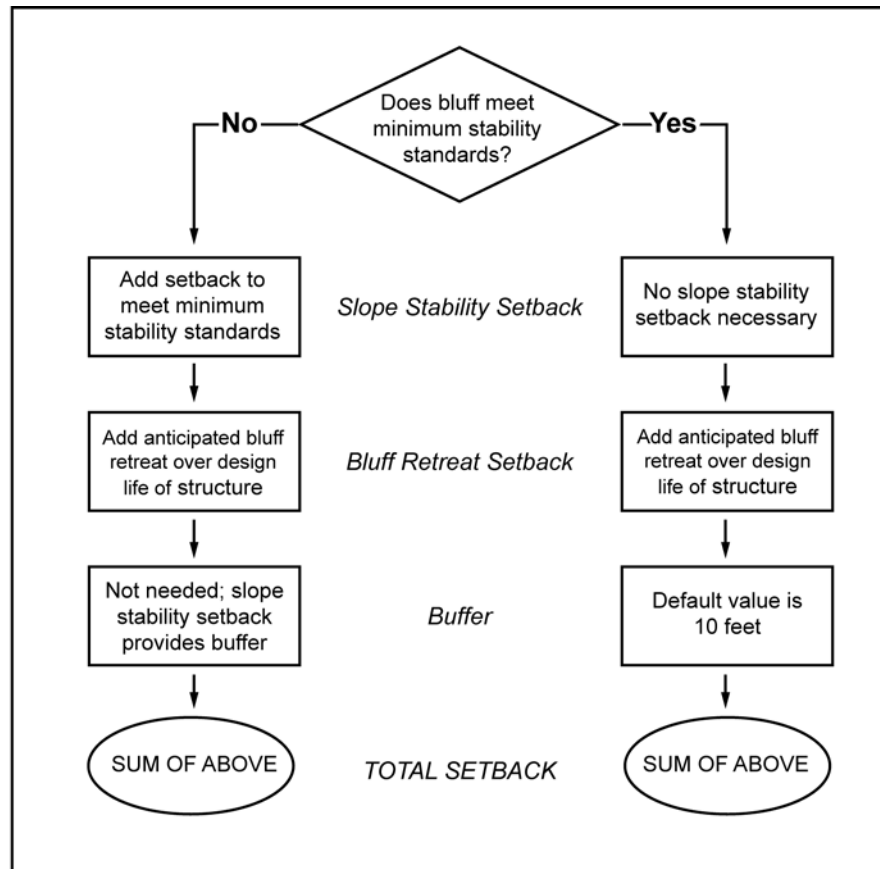 Does bluff meet
minimum stability
standards?
No
Yes
Add setback to
meet minimum
stability standards
Slope Stability Setback
No slope stability
setback necessary
Add anticipated bluff
retreat over design
life of structure
Bluff Retreat Setback
Add anticipated bluff
retreat over design
life of structure
Not needed; slope
stability setback
provides buffer
Buffer
Default value is
10 feet
SUM OF ABOVE
TOTAL SETBACK
SUM OF ABOVE